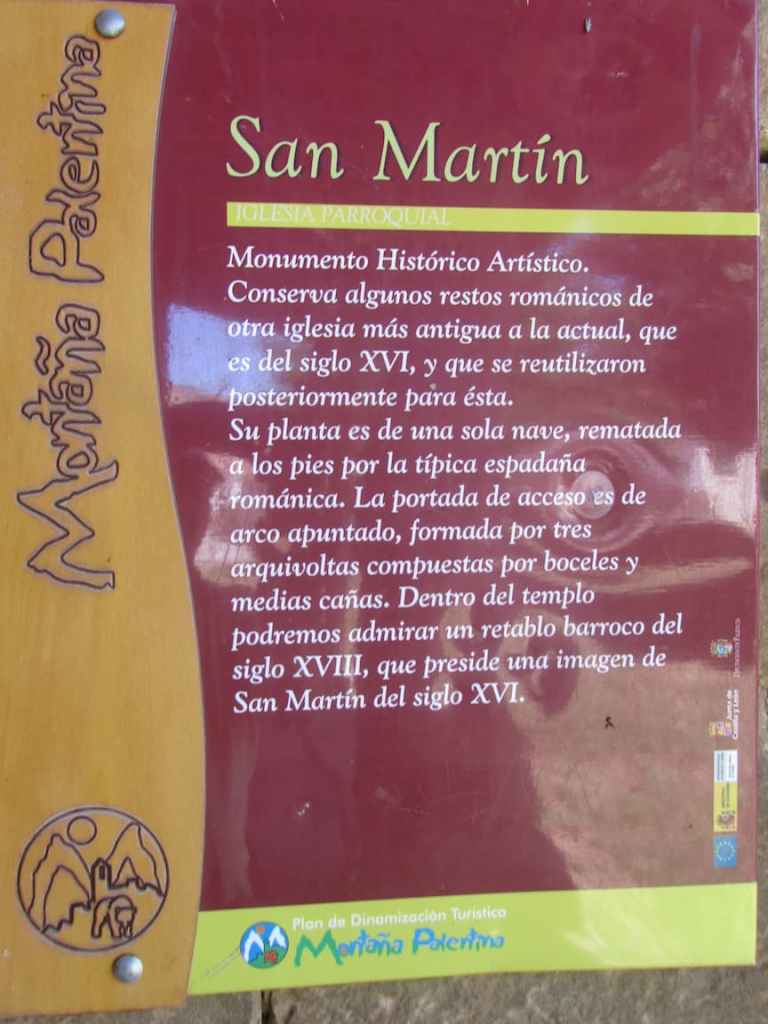 Montaña Palentina
San Martín
IGLESIA PARROQUIAL
Monumento Histórico Artístico.
Conserva algunos restos románicos de
otra iglesia más antigua a la actual, que
es del siglo XVI, y que se reutilizaron
posteriormente para ésta.
Su planta es de una sola nave, rematada
a los pies por la típica espadaña
románica. La portada de acceso es de
arco apuntado, formada por tres
arquivoltas compuestas por boceles y
medias cañas. Dentro del templo
podremos admirar un retablo barroco del
siglo XVIII, que preside una imagen de
San Martín del siglo XVI.
Junta de
Castilla y León
Plan de Dinamización Turística
Montaña Palentina